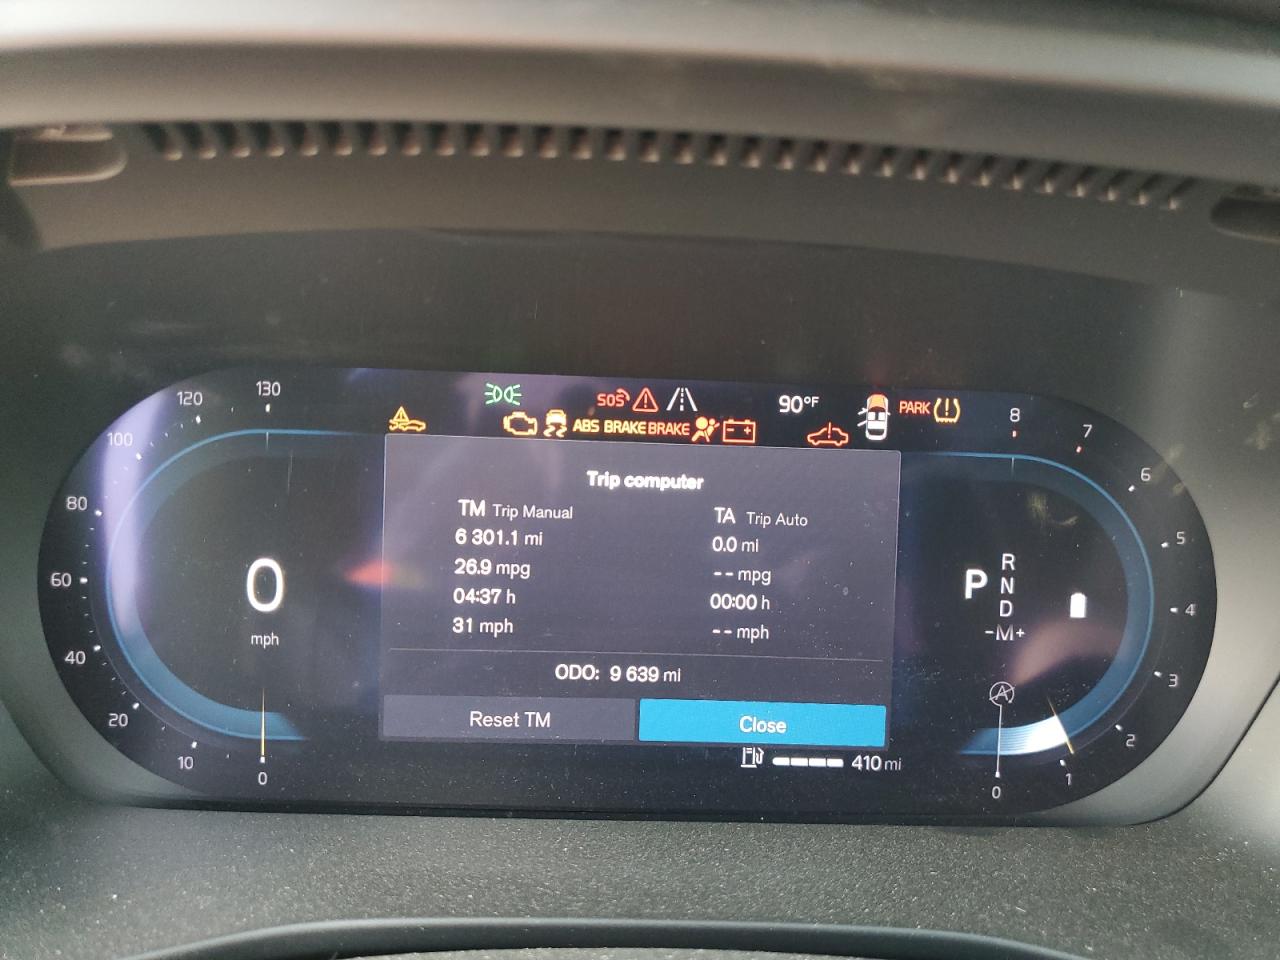 SOS
90°F
PARK
ABS BRAKE BRAKE
130
120
100
80
60
40
20
10
0
0
mph
Trip computer
TM Trip Manual
6 301.1 mi
26.9 mpg
04:37 h
31 mph
TA Trip Auto
0.0 mi
-- mpg
00:00 h
-- mph
ODO: 9 639 mi
Reset TM
Close
410 mi
8
7
6
5
4
3
2
1
0
R
P N
D
-M+
A